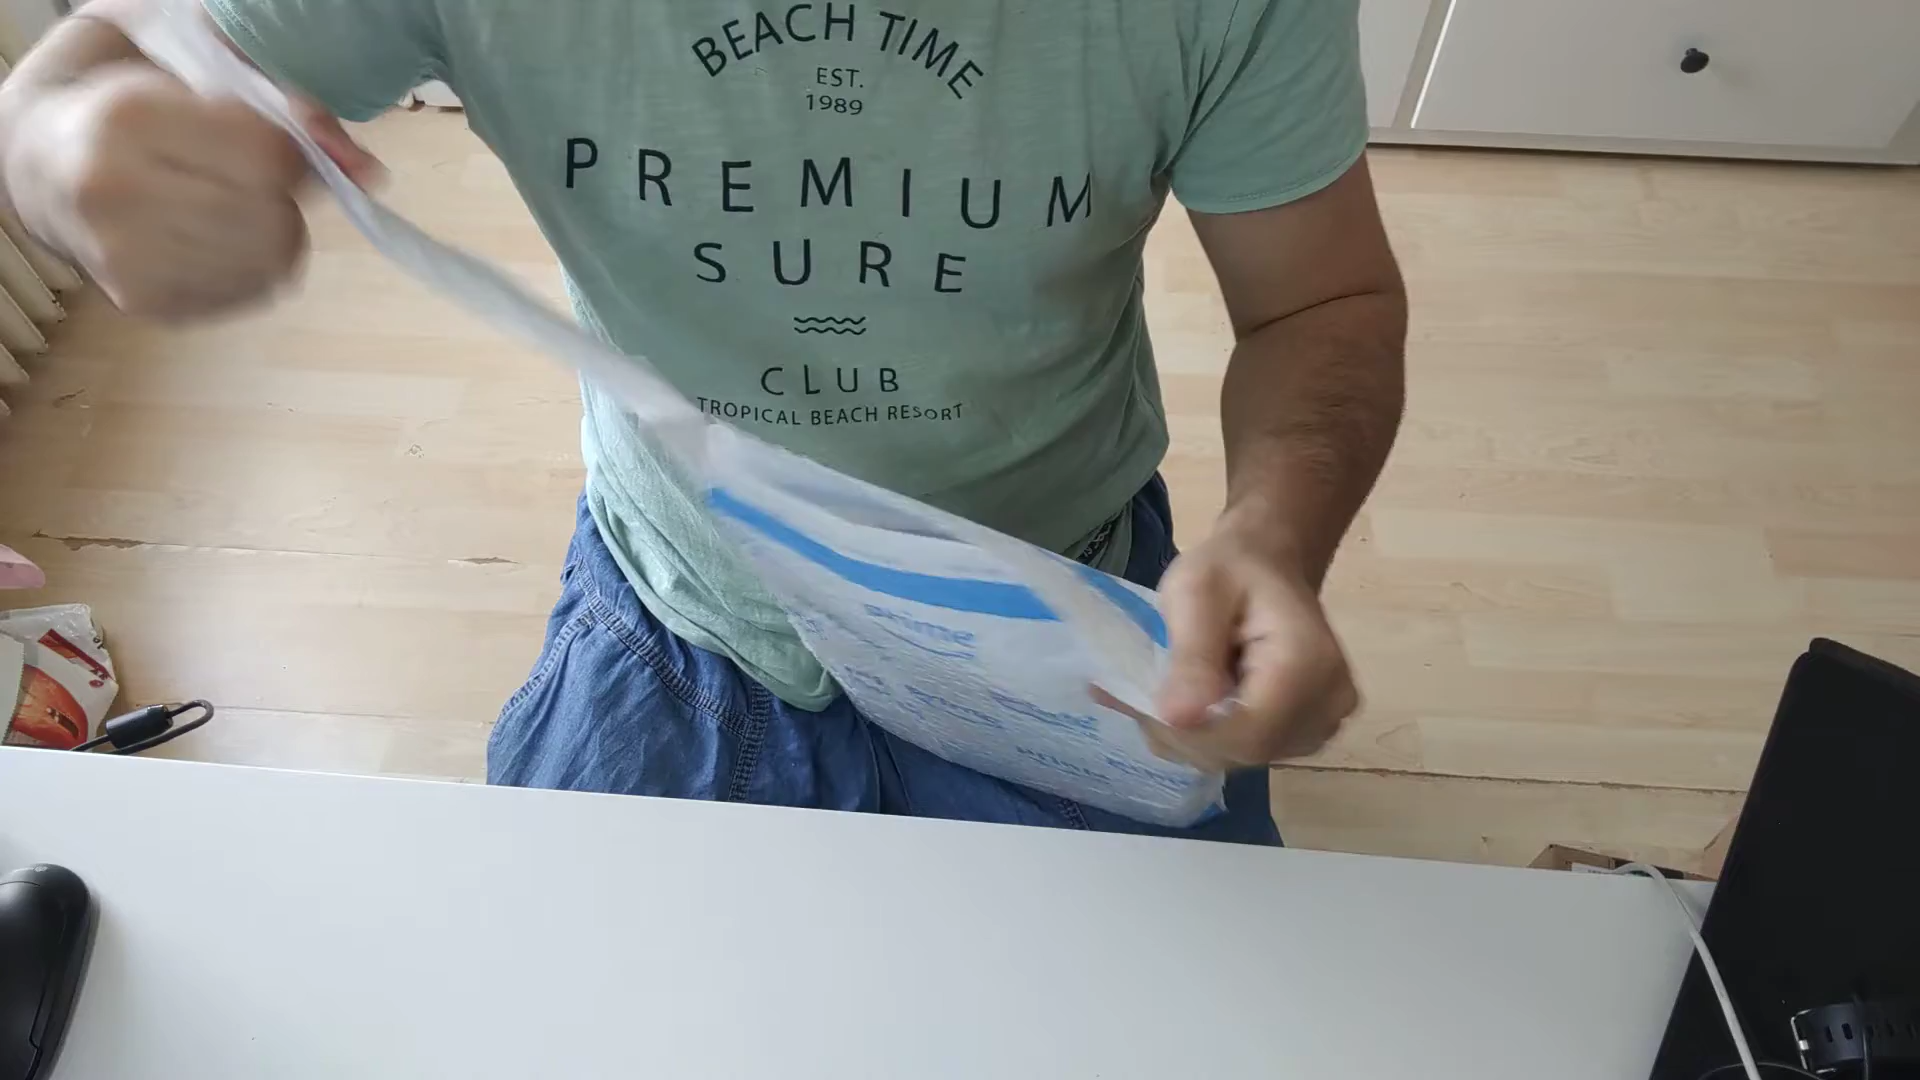 BEACH TIME
EST.
1989
PREMIUM
SURE
CLUB
TROPICAL BEACH RESORT
prime